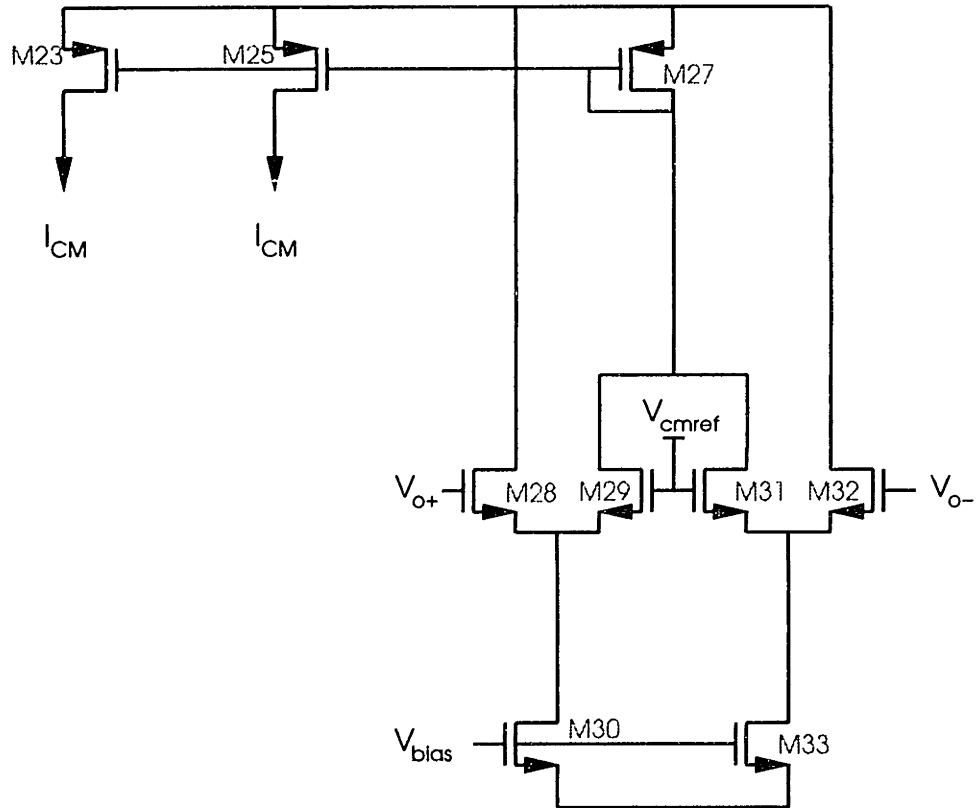 M23
M25
M27
I_CM
I_CM
V_cmref
V_o+
M28
M29
M31
M32
V_o-
V_bias
M30
M33